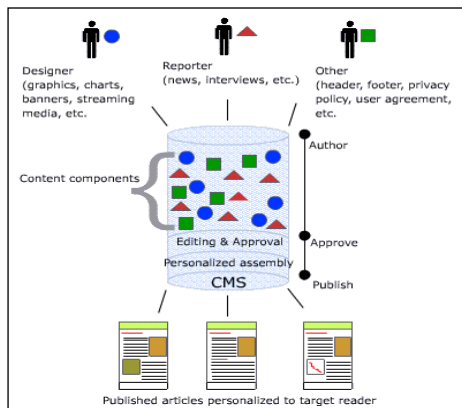 Designer
(graphics, charts,
banners, streaming
media, etc.
Reporter
(news, interviews, etc.)
Other
(header, footer, privacy
policy, user agreement,
etc.
Author
Content components
Editing & Approval
Approve
Personalized assembly
CMS
Publish
Published articles personalized to target reader